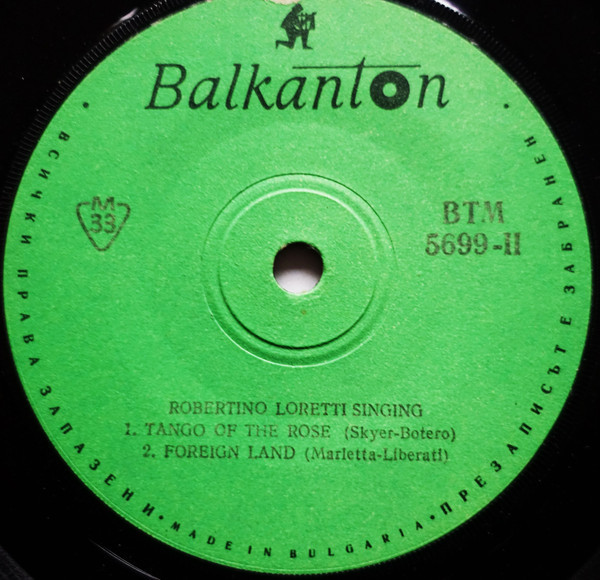 Balkanton
M
33
BTM
5699-II
ROBERTINO LORETTI SINGING
1. TANGO OF THE ROSE (Skyer-Botero)
2. FOREIGN LAND (Marletta-Liberati)
ВСИЧКИ ПРАВА ЗАПАЗЕНИ • MADE IN BULGARIA • ПРЕЗАПИСЪТ Е ЗАБРАНЕН